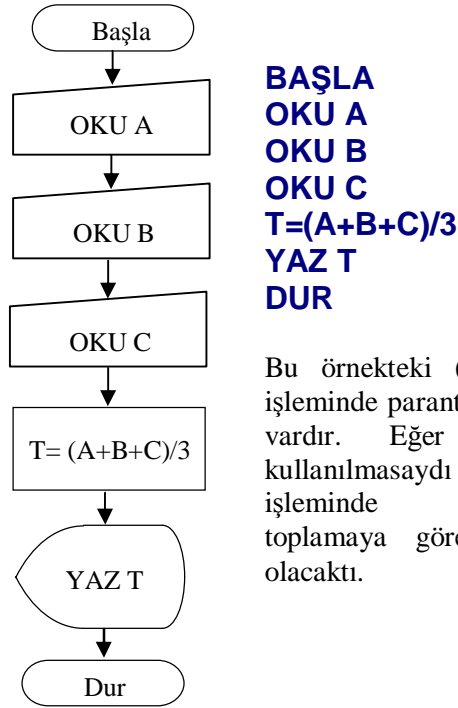 Başla
OKU A
OKU B
OKU C
T= (A+B+C)/3
YAZ T
Dur
BAŞLA
OKU A
OKU B
OKU C
T=(A+B+C)/3
YAZ T
DUR
Bu örnekteki (
işleminde parant
vardır. Eğer
kullanılmasaydı
işleminde
toplamaya göre
olacaktı.